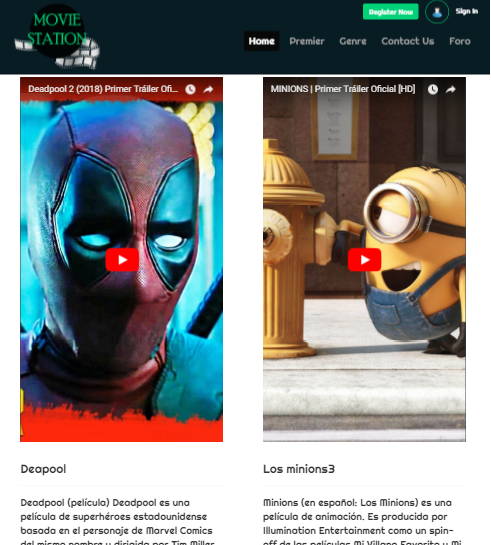 MOVIE
STATION
Register Now
Sign In
Home Premier Genre Contact Us Foro
Deadpool 2 (2018) Primer Tráiler Ofi...
MINIONS | Primer Tráiler Oficial [HD]
Deapool
Deadpool (película) Deadpool es una
película de superhéroes estadounidense
basada en el personaje de Marvel Comics
del mismo nombre y dirigida por Tim Miller
Los minions3
Minions (en español: Los Minions) es una
película de animación. Es producida por
Illumination Entertainment como un spin-
off de las películas Mi Villano Favorito y Mi